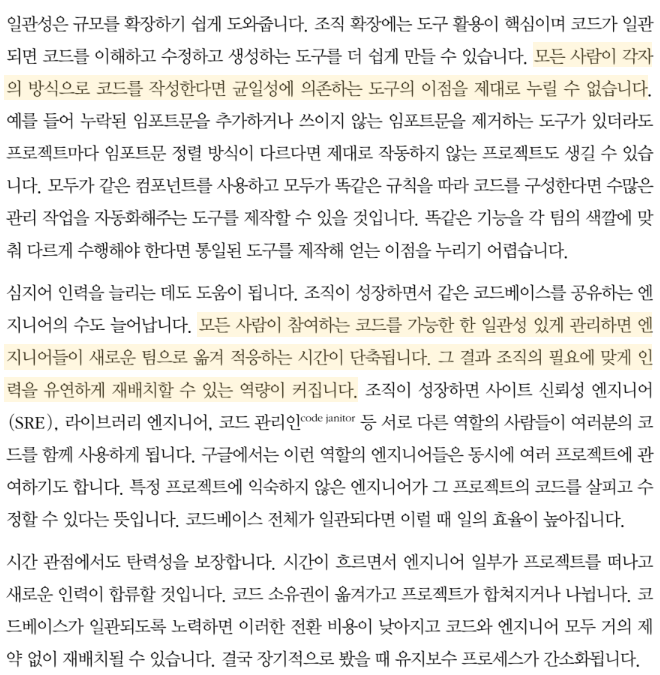 일관성은 규모를 확장하기 쉽게 도와줍니다. 조직 확장에는 도구 활용이 핵심이며 코드가 일관
되면 코드를 이해하고 수정하고 생성하는 도구를 더 쉽게 만들 수 있습니다. 모든 사람이 각자
의 방식으로 코드를 작성한다면 균일성에 의존하는 도구의 이점을 제대로 누릴 수 없습니다.
예를 들어 누락된 임포트문을 추가하거나 쓰이지 않는 임포트문을 제거하는 도구가 있더라도
프로젝트마다 임포트문 정렬 방식이 다르다면 제대로 작동하지 않는 프로젝트도 생길 수 있습
니다. 모두가 같은 컴포넌트를 사용하고 모두가 똑같은 규칙을 따라 코드를 구성한다면 수많은
관리 작업을 자동화해주는 도구를 제작할 수 있을 것입니다. 똑같은 기능을 각 팀의 색깔에 맞
춰 다르게 수행해야 한다면 통일된 도구를 제작해 얻는 이점을 누리기 어렵습니다.
심지어 인력을 늘리는 데도 도움이 됩니다. 조직이 성장하면서 같은 코드베이스를 공유하는 엔
지니어의 수도 늘어납니다. 모든 사람이 참여하는 코드를 가능한 한 일관성 있게 관리하면 엔
지니어들이 새로운 팀으로 옮겨 적응하는 시간이 단축됩니다. 그 결과 조직의 필요에 맞게 인
력을 유연하게 재배치할 수 있는 역량이 커집니다. 조직이 성장하면 사이트 신뢰성 엔지니어
(SRE), 라이브러리 엔지니어, 코드 관리인code janitor 등 서로 다른 역할의 사람들이 여러분의 코
드를 함께 사용하게 됩니다. 구글에서는 이런 역할의 엔지니어들은 동시에 여러 프로젝트에 관
여하기도 합니다. 특정 프로젝트에 익숙하지 않은 엔지니어가 그 프로젝트의 코드를 살피고 수
정할 수 있다는 뜻입니다. 코드베이스 전체가 일관되다면 이럴 때 일의 효율이 높아집니다.
시간 관점에서도 탄력성을 보장합니다. 시간이 흐르면서 엔지니어 일부가 프로젝트를 떠나고
새로운 인력이 합류할 것입니다. 코드 소유권이 옮겨가고 프로젝트가 합쳐지거나 나뉩니다. 코
드베이스가 일관되도록 노력하면 이러한 전환 비용이 낮아지고 코드와 엔지니어 모두 거의 제
약 없이 재배치될 수 있습니다. 결국 장기적으로 봤을 때 유지보수 프로세스가 간소화됩니다.